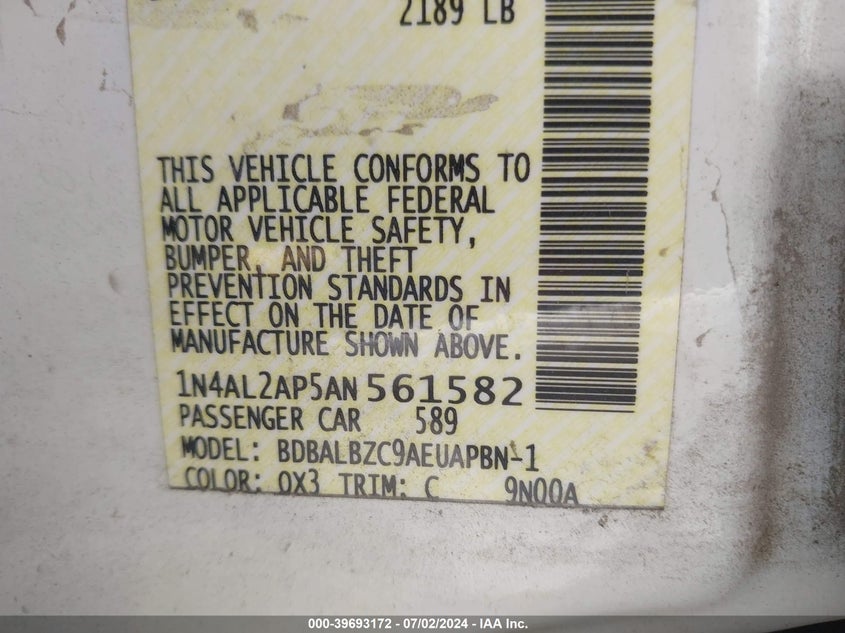 2189 LB
THIS VEHICLE CONFORMS TO
ALL APPLICABLE FEDERAL
MOTOR VEHICLE SAFETY,
BUMPER, AND THEFT
PREVENTION STANDARDS IN
EFFECT ON THE DATE OF
MANUFACTURE SHOWN ABOVE.
1N4AL2AP5AN 561582
PASSENGER CAR 589
MODEL: BDBALBZC9AEUAPBN-1
COLOR: QX3 TRIM: C 9N00A
000-39693172 - 07/02/2024 - IAA Inc.